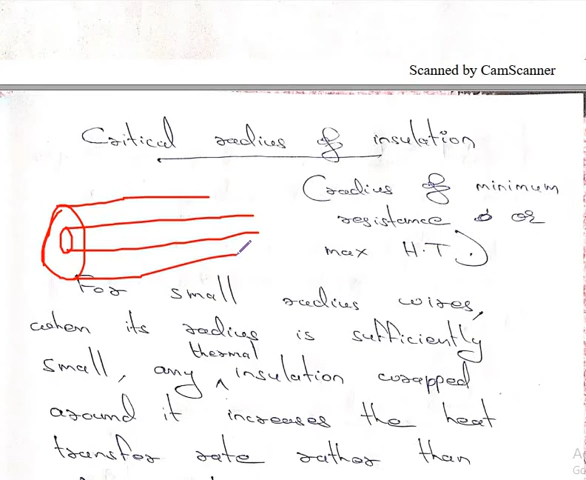 Scanned by CamScanner
Critical radius of insulation
(radius of minimum
resistance or
max H.T.)
For small radius wires,
when its radius is sufficiently
small, any thermal insulation wrapped
around it increases the heat
transfer rate rather than